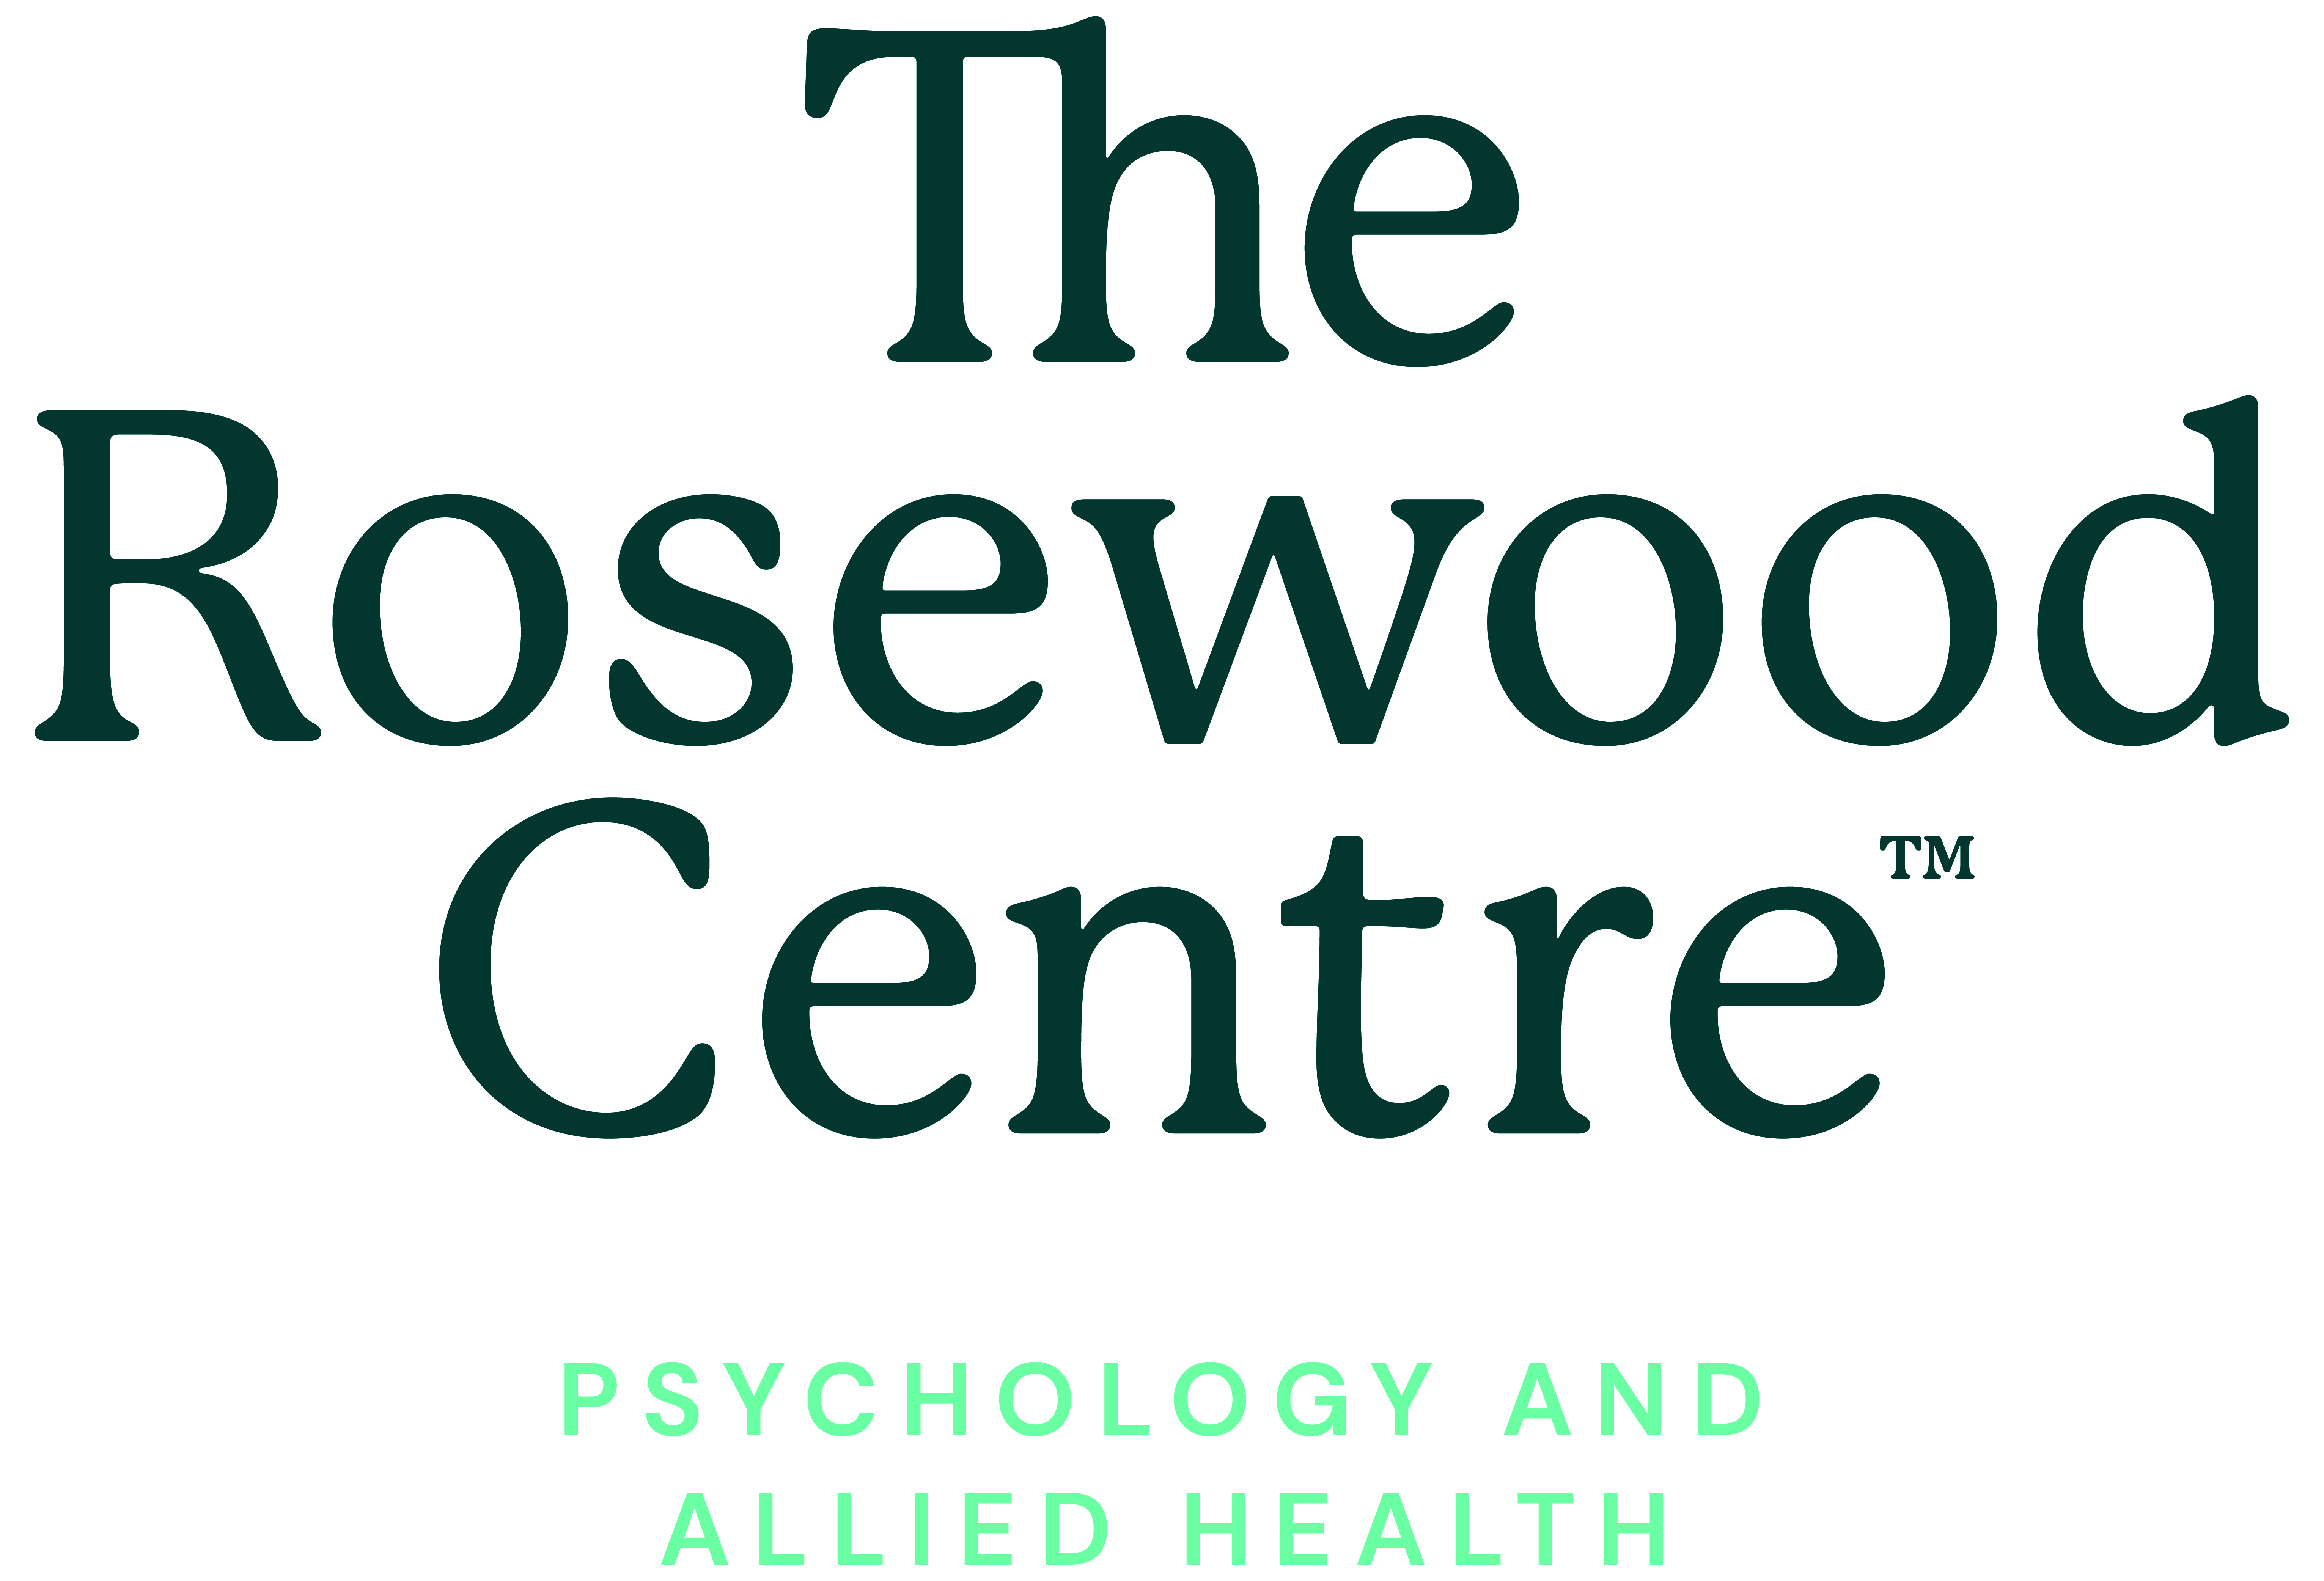 The
Rosewood
Centre™
PSYCHOLOGY AND
ALLIED HEALTH